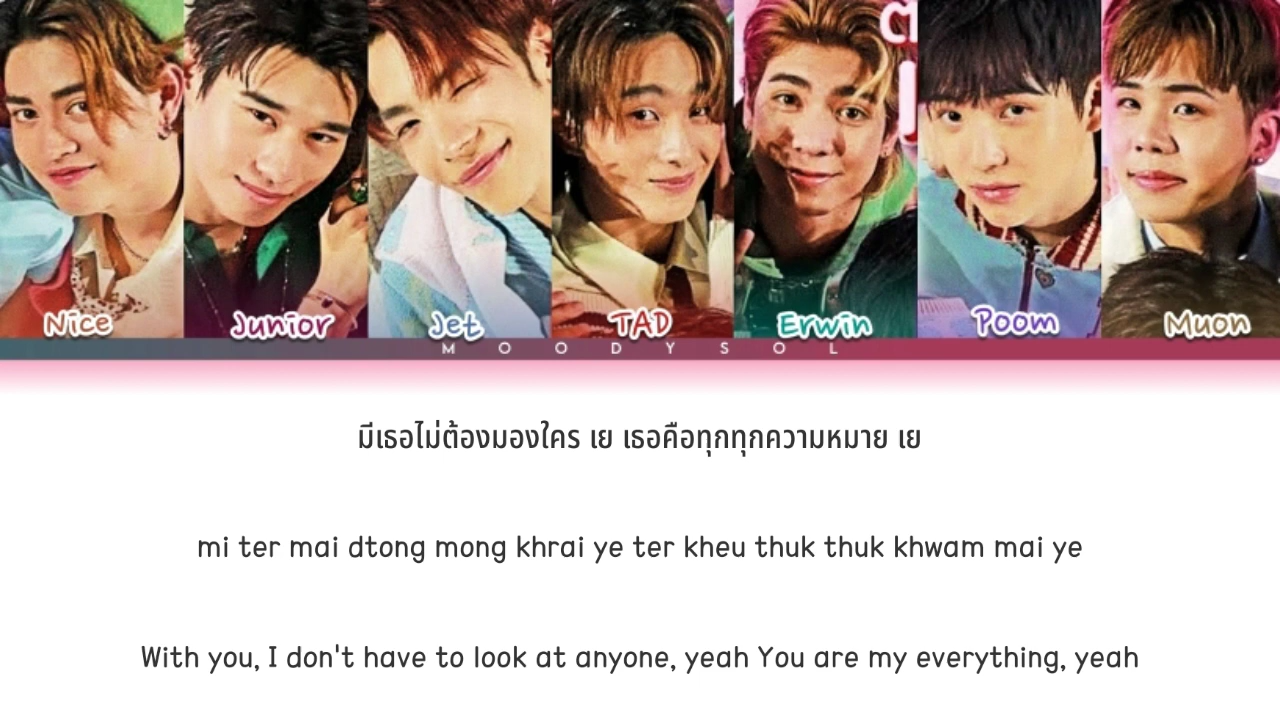 Nice Junior Jet TAD Erwin Poom Muon
MOODYSOL
มีเธอไม่ต้องมองใคร เย เธอคือทุกทุกความหมาย เย
mi ter mai dtong mong khrai ye ter kheu thuk thuk khwam mai ye
With you, I don't have to look at anyone, yeah You are my everything, yeah